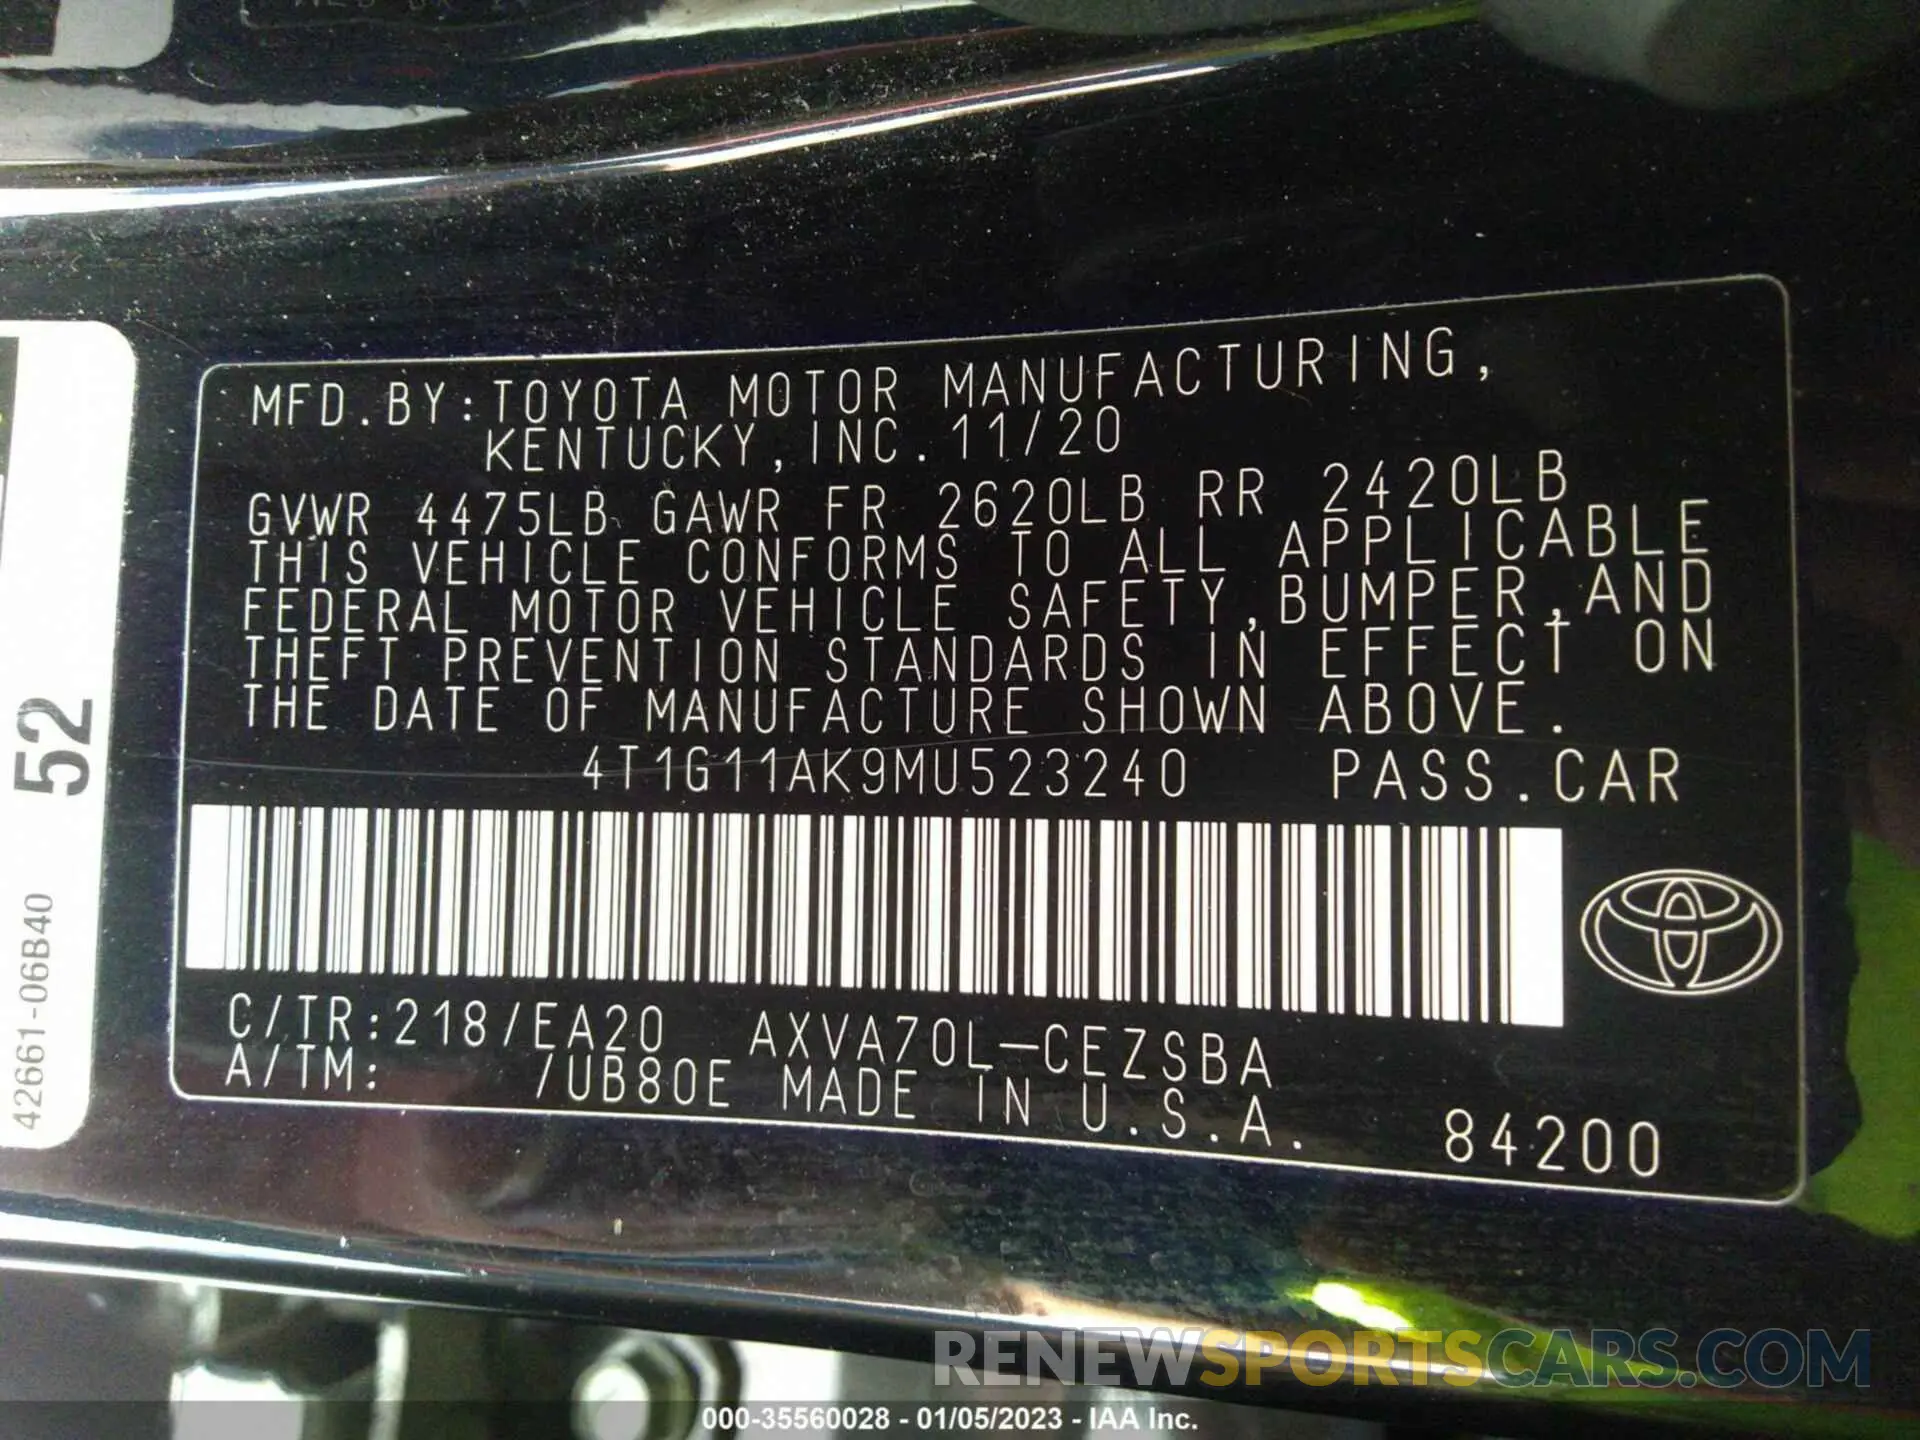 MFD.BY:TOYOTA MOTOR MANUFACTURING,
KENTUCKY,INC.11/20
GVWR 4475LB GAWR FR 2620LB RR 2420LB
THIS VEHICLE CONFORMS TO ALL APPLICABLE
FEDERAL MOTOR VEHICLE SAFETY,BUMPER,AND
THEFT PREVENTION STANDARDS IN EFFECT ON
THE DATE OF MANUFACTURE SHOWN ABOVE.
4T1G11AK9MU523240 PASS.CAR
C/TR:218/EA20 AXVA70L-CEZSBA
A/TM: /UB80E MADE IN U.S.A.
84200
52
42661-06B40
RENEWSPORTSCARS.COM
000-35560028 - 01/05/2023 - IAA Inc.